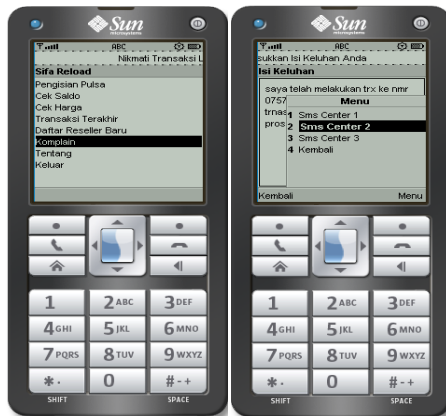 Sun
microsystems
ABC
Nikmati Transaksi L
Sifa Reload
Pengisian Pulsa
Cek Saldo
Cek Harga
Transaksi Terakhir
Daftar Reseller Baru
Komplain
Tentang
Keluar
1
2 ABC
3 DEF
4 GHI
5 JKL
6 MNO
7 PQRS
8 TUV
9 WXYZ
* .
0
# - +
SHIFT
SPACE
Sun
microsystems
ABC
sukkan Isi Keluhan Anda
Isi Keluhan
saya telah melakukan trx ke nmr
0757
trnas
pros
Menu
1 Sms Center 1
2 Sms Center 2
3 Sms Center 3
4 Kembali
Kembali
Menu
1
2 ABC
3 DEF
4 GHI
5 JKL
6 MNO
7 PQRS
8 TUV
9 WXYZ
* .
0
# - +
SHIFT
SPACE